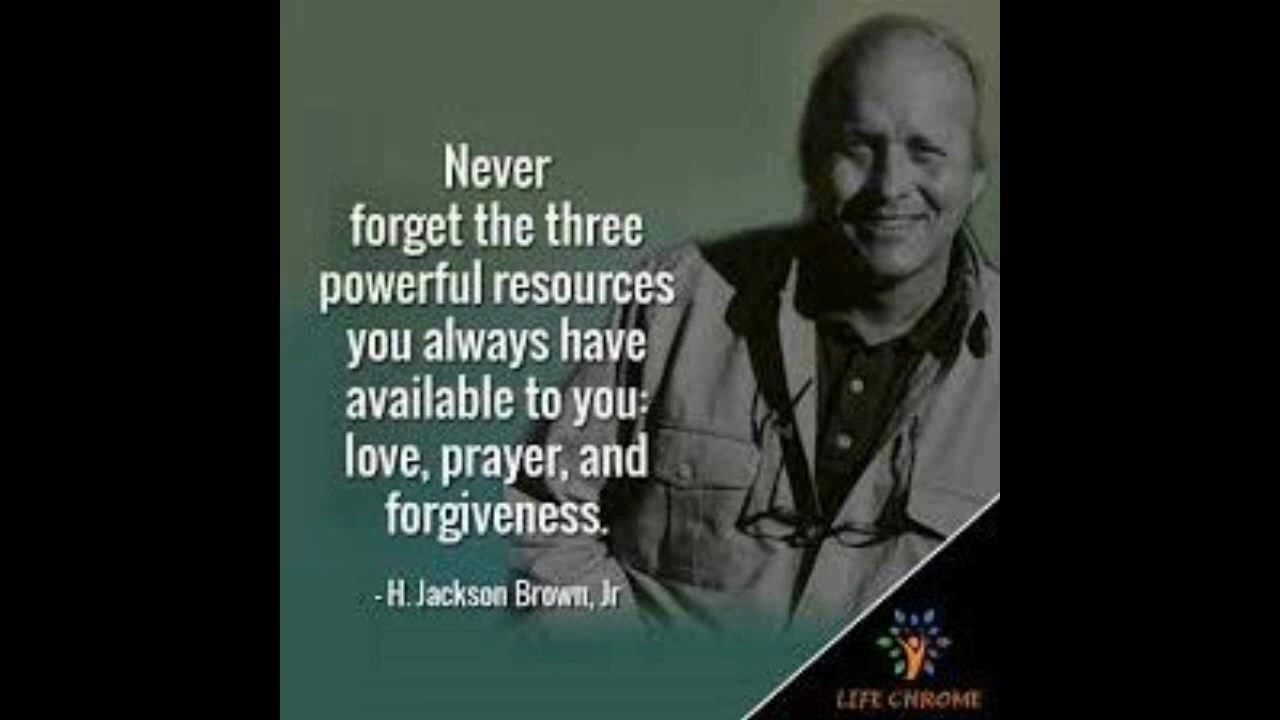 Never
forget the three
powerful resources
you always have
available to you:
love, prayer, and
forgiveness.
- H. Jackson Brown, Jr
LIFE CHROME